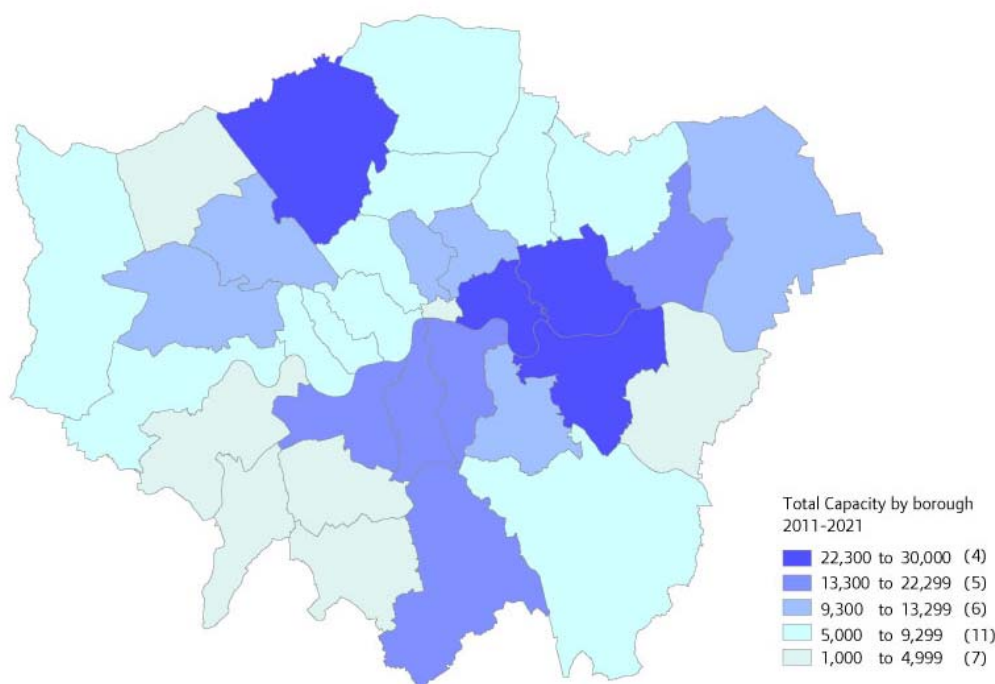 Total Capacity by borough
2011-2021
22,300 to 30,000 (4)
13,300 to 22,299 (5)
9,300 to 13,299 (6)
5,000 to 9,299 (11)
1,000 to 4,999 (7)